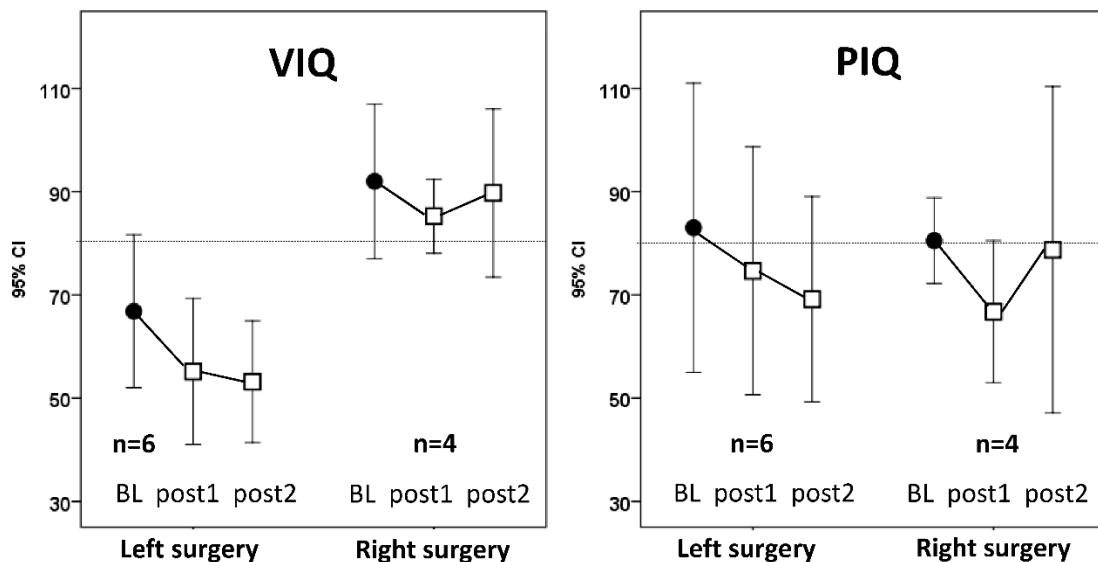 VIQ
110
90
70
50
30
95% CI
n=6
n=4
BL post1 post2
BL post1 post2
Left surgery
Right surgery
PIQ
110
90
70
50
30
95% CI
n=6
n=4
BL post1 post2
BL post1 post2
Left surgery
Right surgery